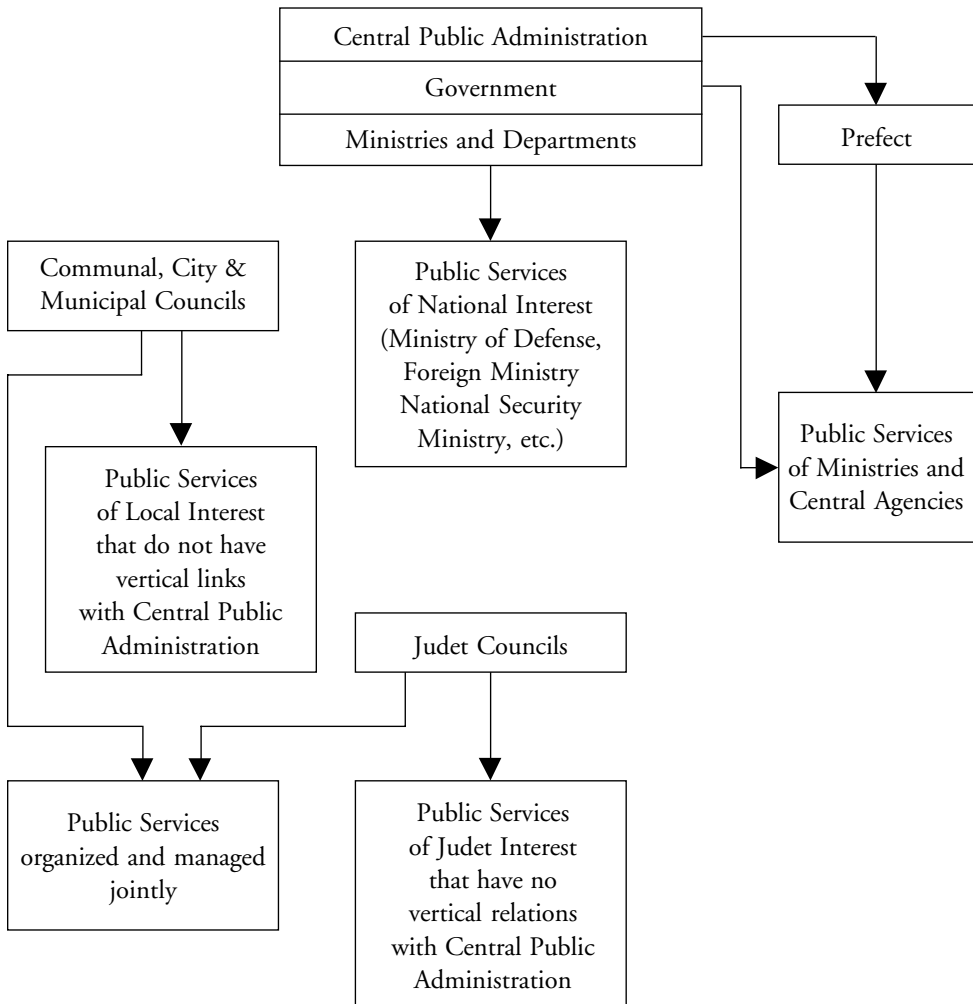 Central Public Administration
Government
Ministries and Departments
Prefect
Communal, City &
Municipal Councils
Public Services
of National Interest
(Ministry of Defense,
Foreign Ministry
National Security
Ministry, etc.)
Public Services
of Ministries and
Central Agencies
Public Services
of Local Interest
that do not have
vertical links
with Central Public
Administration
Judet Councils
Public Services
organized and managed
jointly
Public Services
of Judet Interest
that have no
vertical relations
with Central Public
Administration